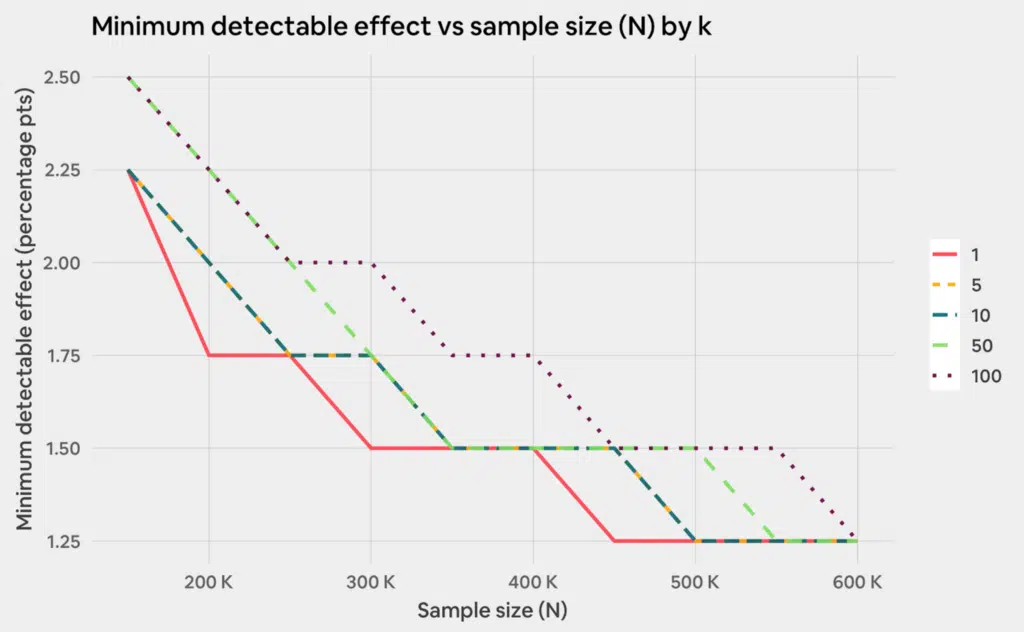 Minimum detectable effect vs sample size (N) by k
Minimum detectable effect (percentage pts)
2.50
2.25
2.00
1.75
1.50
1.25
200 K
300 K
400 K
500 K
600 K
Sample size (N)
1
5
10
50
100